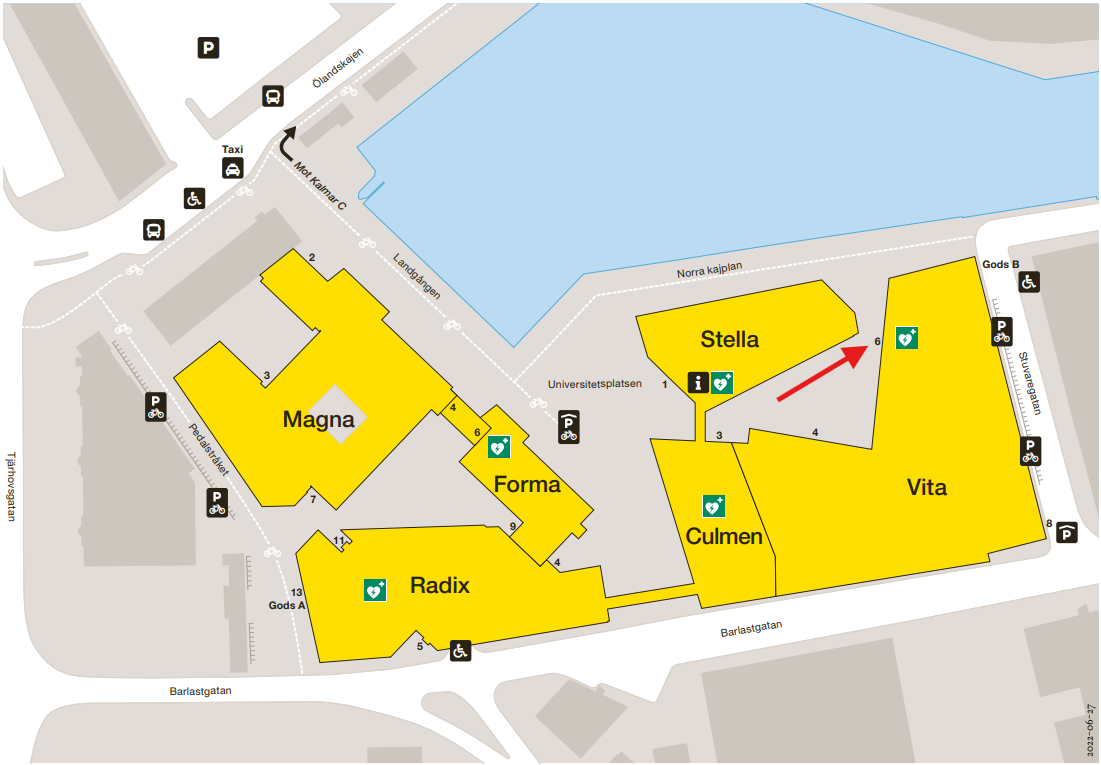 P
Ölandskajen
Taxi
Mot Kalmar C
2
Landgången
Norra kajplan
Gods B
Stella
6
3
Universitetsplatsen
1
i
P
Stuvaregatan
Magna
4
P
Pedalstråket
6
P
3
4
P
Tjärhovsgatan
Forma
Vita
7
P
9
Culmen
8
P
11
4
Radix
13
Gods A
5
Barlastgatan
Barlastgatan
2022-06-27